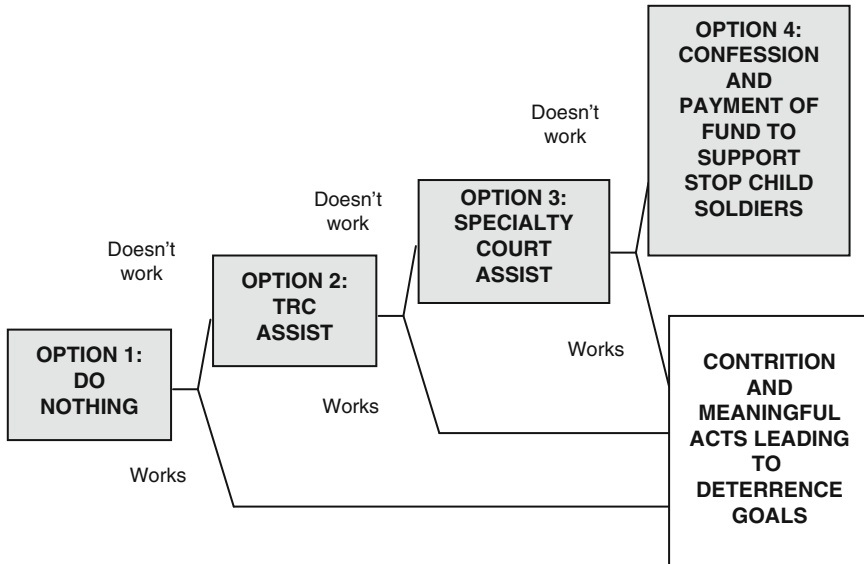 OPTION 1:
DO
NOTHING
Doesn't
work
Works
OPTION 2:
TRC
ASSIST
Doesn't
work
Works
OPTION 3:
SPECIALTY
COURT
ASSIST
Doesn't
work
Works
OPTION 4:
CONFESSION
AND
PAYMENT OF
FUND TO
SUPPORT
STOP CHILD
SOLDIERS
CONTRITION
AND
MEANINGFUL
ACTS LEADING
TO
DETERRENCE
GOALS